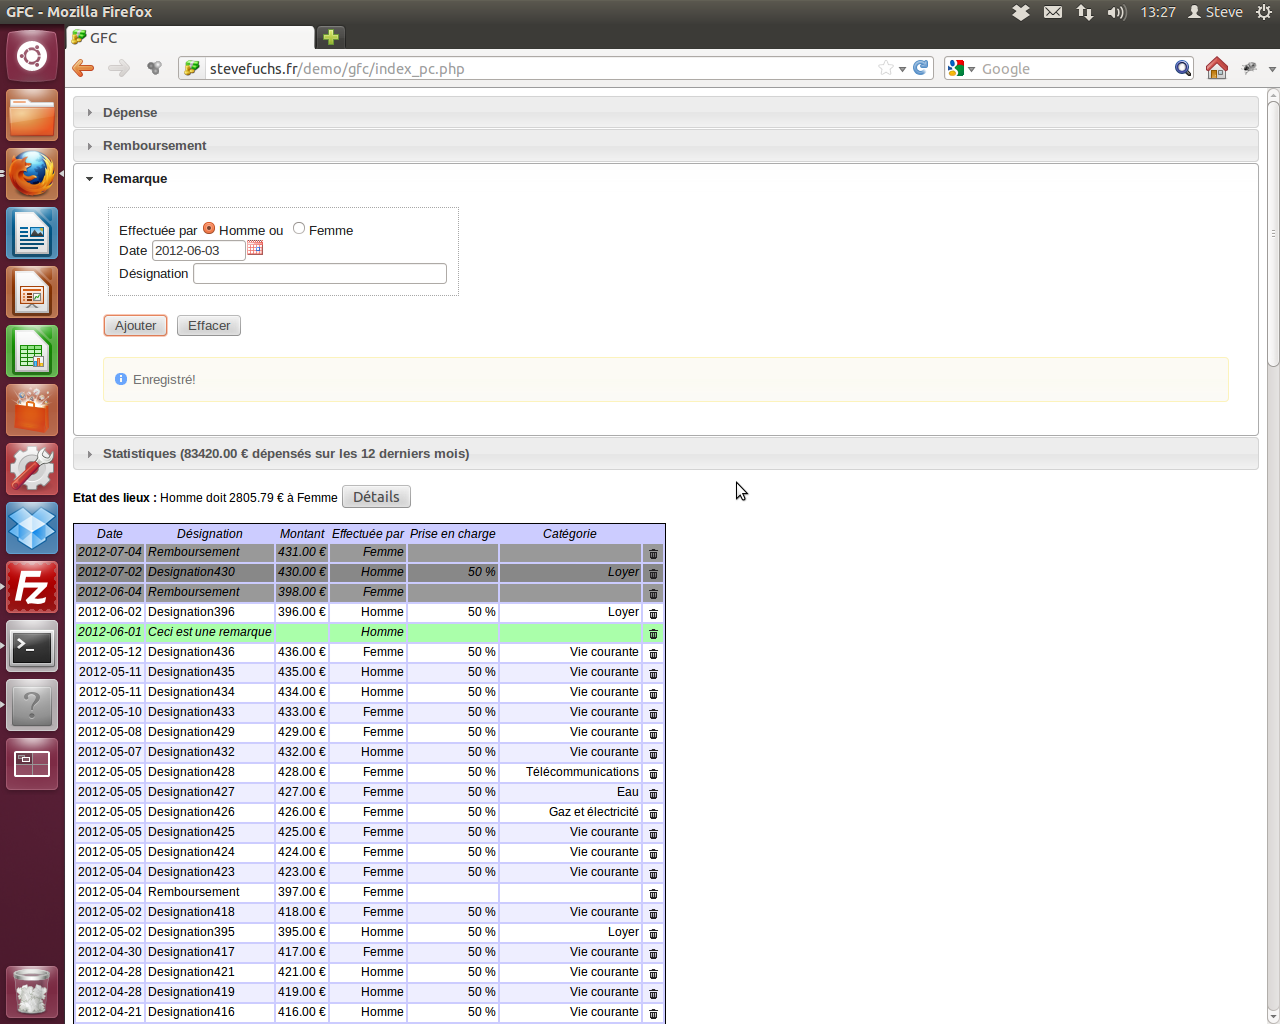 GFC - Mozilla Firefox
13:27 Steve
GFC
stevefuchs.fr/demo/gfc/index_pc.php
Google
Dépense
Remboursement
Remarque
Effectuée par Homme ou Femme
Date 2012-06-03
Désignation
Ajouter Effacer
Enregistré!
Statistiques (83420.00 € dépensés sur les 12 derniers mois)
Etat des lieux : Homme doit 2805.79 € à Femme Détails
Date Désignation Montant Effectuée par Prise en charge Catégorie
2012-07-04 Remboursement 431.00 € Femme
2012-07-02 Designation430 430.00 € Homme 50 % Loyer
2012-06-04 Remboursement 398.00 € Femme
2012-06-02 Designation396 396.00 € Homme 50 % Loyer
2012-06-01 Ceci est une remarque Homme
2012-05-12 Designation436 436.00 € Femme 50 % Vie courante
2012-05-11 Designation435 435.00 € Homme 50 % Vie courante
2012-05-11 Designation434 434.00 € Homme 50 % Vie courante
2012-05-10 Designation433 433.00 € Femme 50 % Vie courante
2012-05-08 Designation429 429.00 € Femme 50 % Vie courante
2012-05-07 Designation432 432.00 € Homme 50 % Vie courante
2012-05-05 Designation428 428.00 € Femme 50 % Télécommunications
2012-05-05 Designation427 427.00 € Femme 50 % Eau
2012-05-05 Designation426 426.00 € Femme 50 % Gaz et électricité
2012-05-05 Designation425 425.00 € Femme 50 % Vie courante
2012-05-05 Designation424 424.00 € Femme 50 % Vie courante
2012-05-04 Designation423 423.00 € Femme 50 % Vie courante
2012-05-04 Remboursement 397.00 € Femme
2012-05-02 Designation418 418.00 € Femme 50 % Vie courante
2012-05-02 Designation395 395.00 € Homme 50 % Loyer
2012-04-30 Designation417 417.00 € Femme 50 % Vie courante
2012-04-28 Designation421 421.00 € Homme 50 % Vie courante
2012-04-28 Designation419 419.00 € Homme 50 % Vie courante
2012-04-21 Designation416 416.00 € Homme 50 % Vie courante